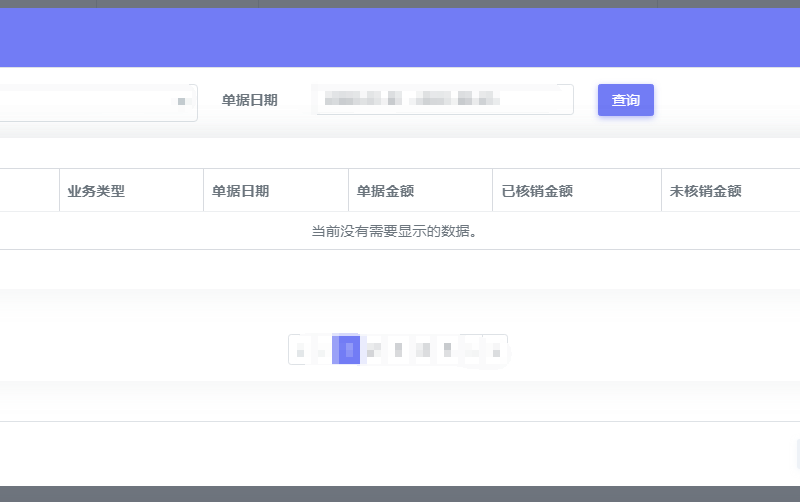 单据日期 查询
业务类型 单据日期 单据金额 已核销金额 未核销金额
当前没有需要显示的数据。